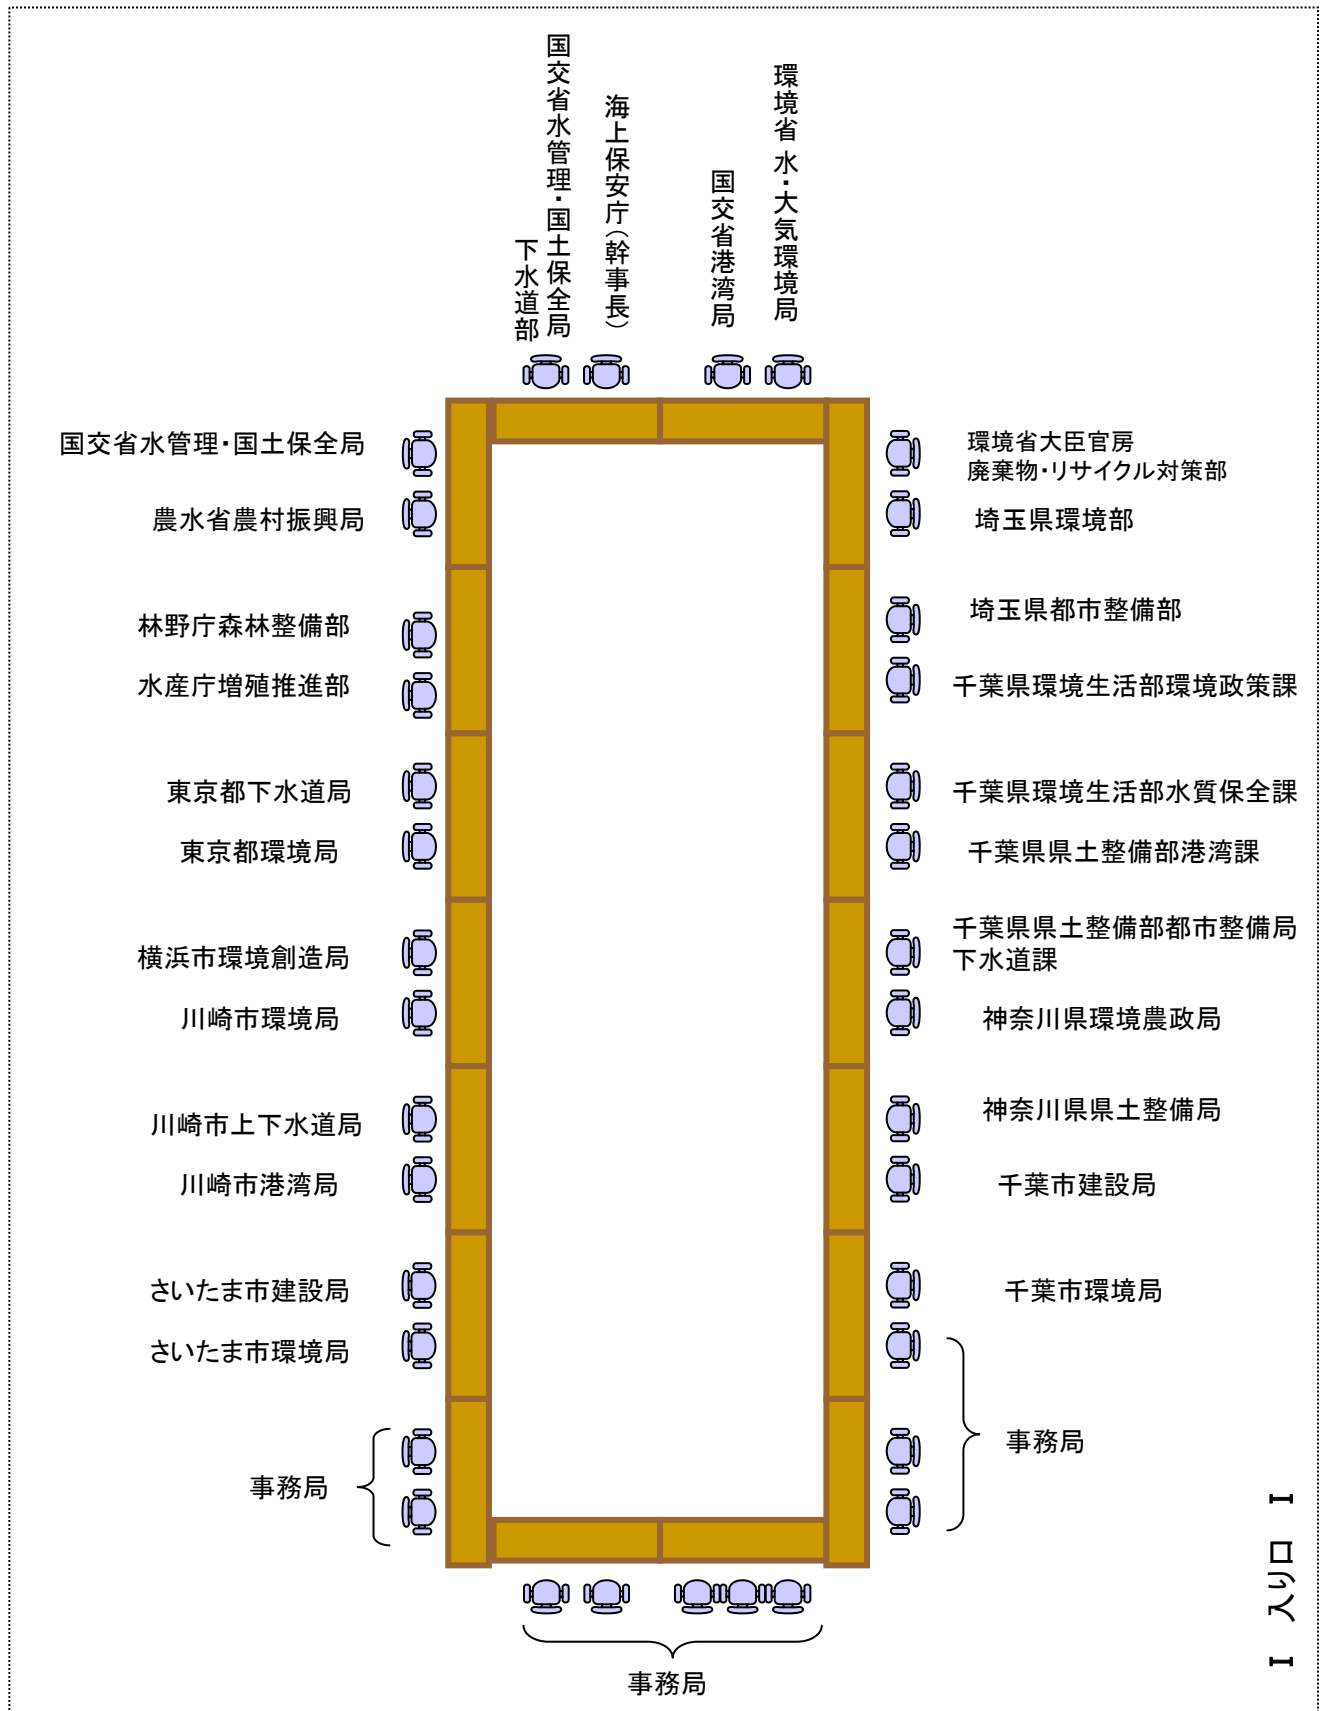 国交省水管理・国土保全局
下水道部
海上保安庁（幹事長）
国交省港湾局
環境省 水・大気環境局
国交省水管理・国土保全局
農水省農村振興局
林野庁森林整備部
水産庁増殖推進部
東京都下水道局
東京都環境局
横浜市環境創造局
川崎市環境局
川崎市上下水道局
川崎市港湾局
さいたま市建設局
さいたま市環境局
事務局
環境省大臣官房
廃棄物・リサイクル対策部
埼玉県環境部
埼玉県都市整備部
千葉県環境生活部環境政策課
千葉県環境生活部水質保全課
千葉県県土整備部港湾課
千葉県県土整備部都市整備局
下水道課
神奈川県環境農政局
神奈川県県土整備局
千葉市建設局
千葉市環境局
事務局
事務局
入り口